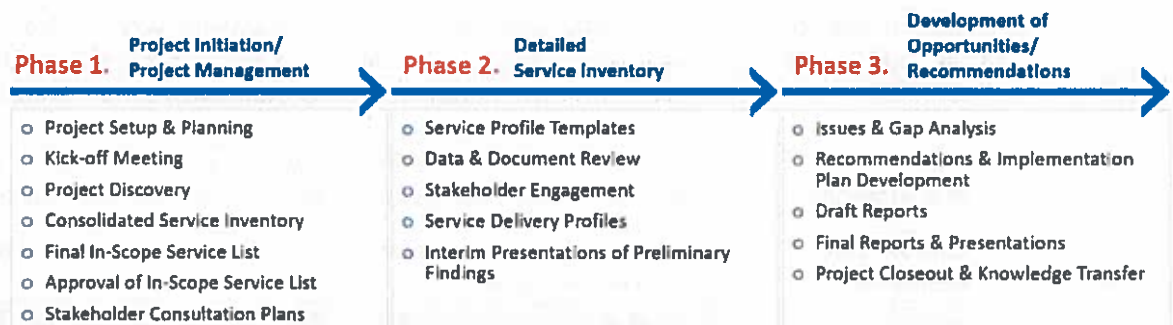 Phase 1.
Project Initiation/
Project Management
Project Setup & Planning
Kick-off Meeting
Project Discovery
Consolidated Service Inventory
Final In-Scope Service List
Approval of In-Scope Service List
Stakeholder Consultation Plans
Phase 2.
Detailed
Service Inventory
Service Profile Templates
Data & Document Review
Stakeholder Engagement
Service Delivery Profiles
Interim Presentations of Preliminary
Findings
Phase 3.
Development of
Opportunities/
Recommendations
Issues & Gap Analysis
Recommendations & Implementation
Plan Development
Draft Reports
Final Reports & Presentations
Project Closeout & Knowledge Transfer